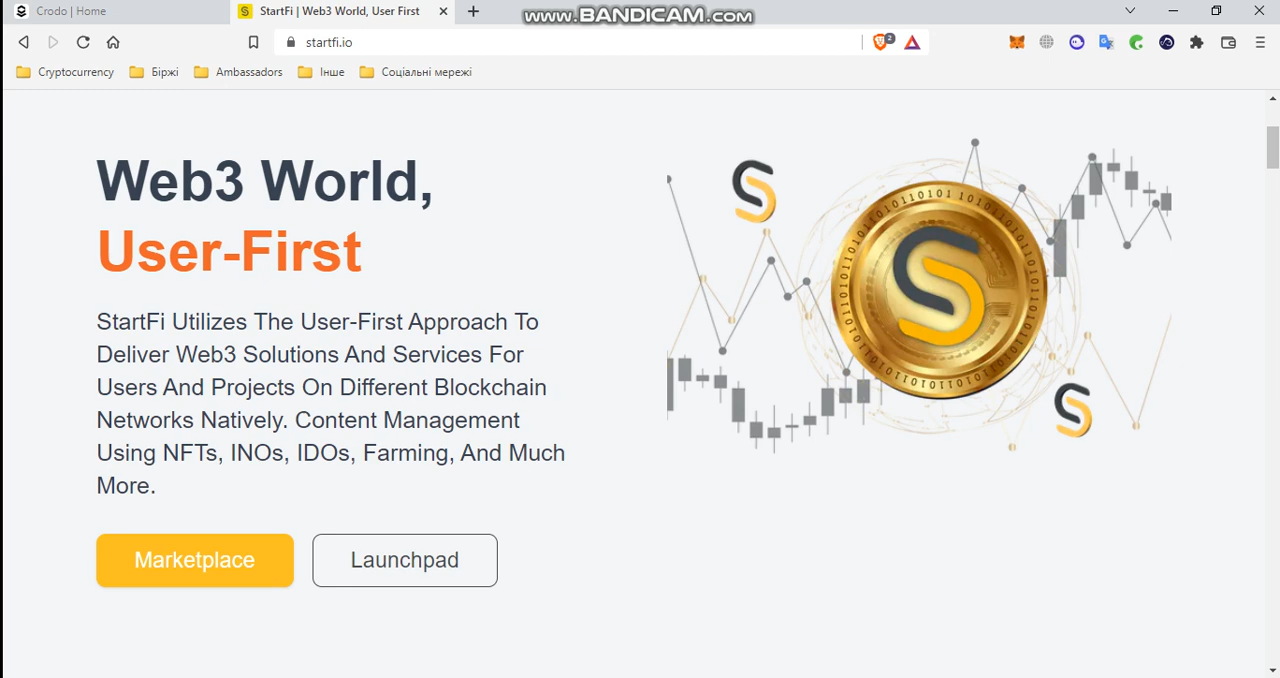 Crodo | Home
StartFi | Web3 World, User First
www.BANDICAM.com
startfi.io
2
Cryptocurrency
Біржі
Ambassadors
Інше
Соціальні мережі
Web3 World,
User-First
StartFi Utilizes The User-First Approach To
Deliver Web3 Solutions And Services For
Users And Projects On Different Blockchain
Networks Natively. Content Management
Using NFTs, INOs, IDOs, Farming, And Much
More.
Marketplace
Launchpad